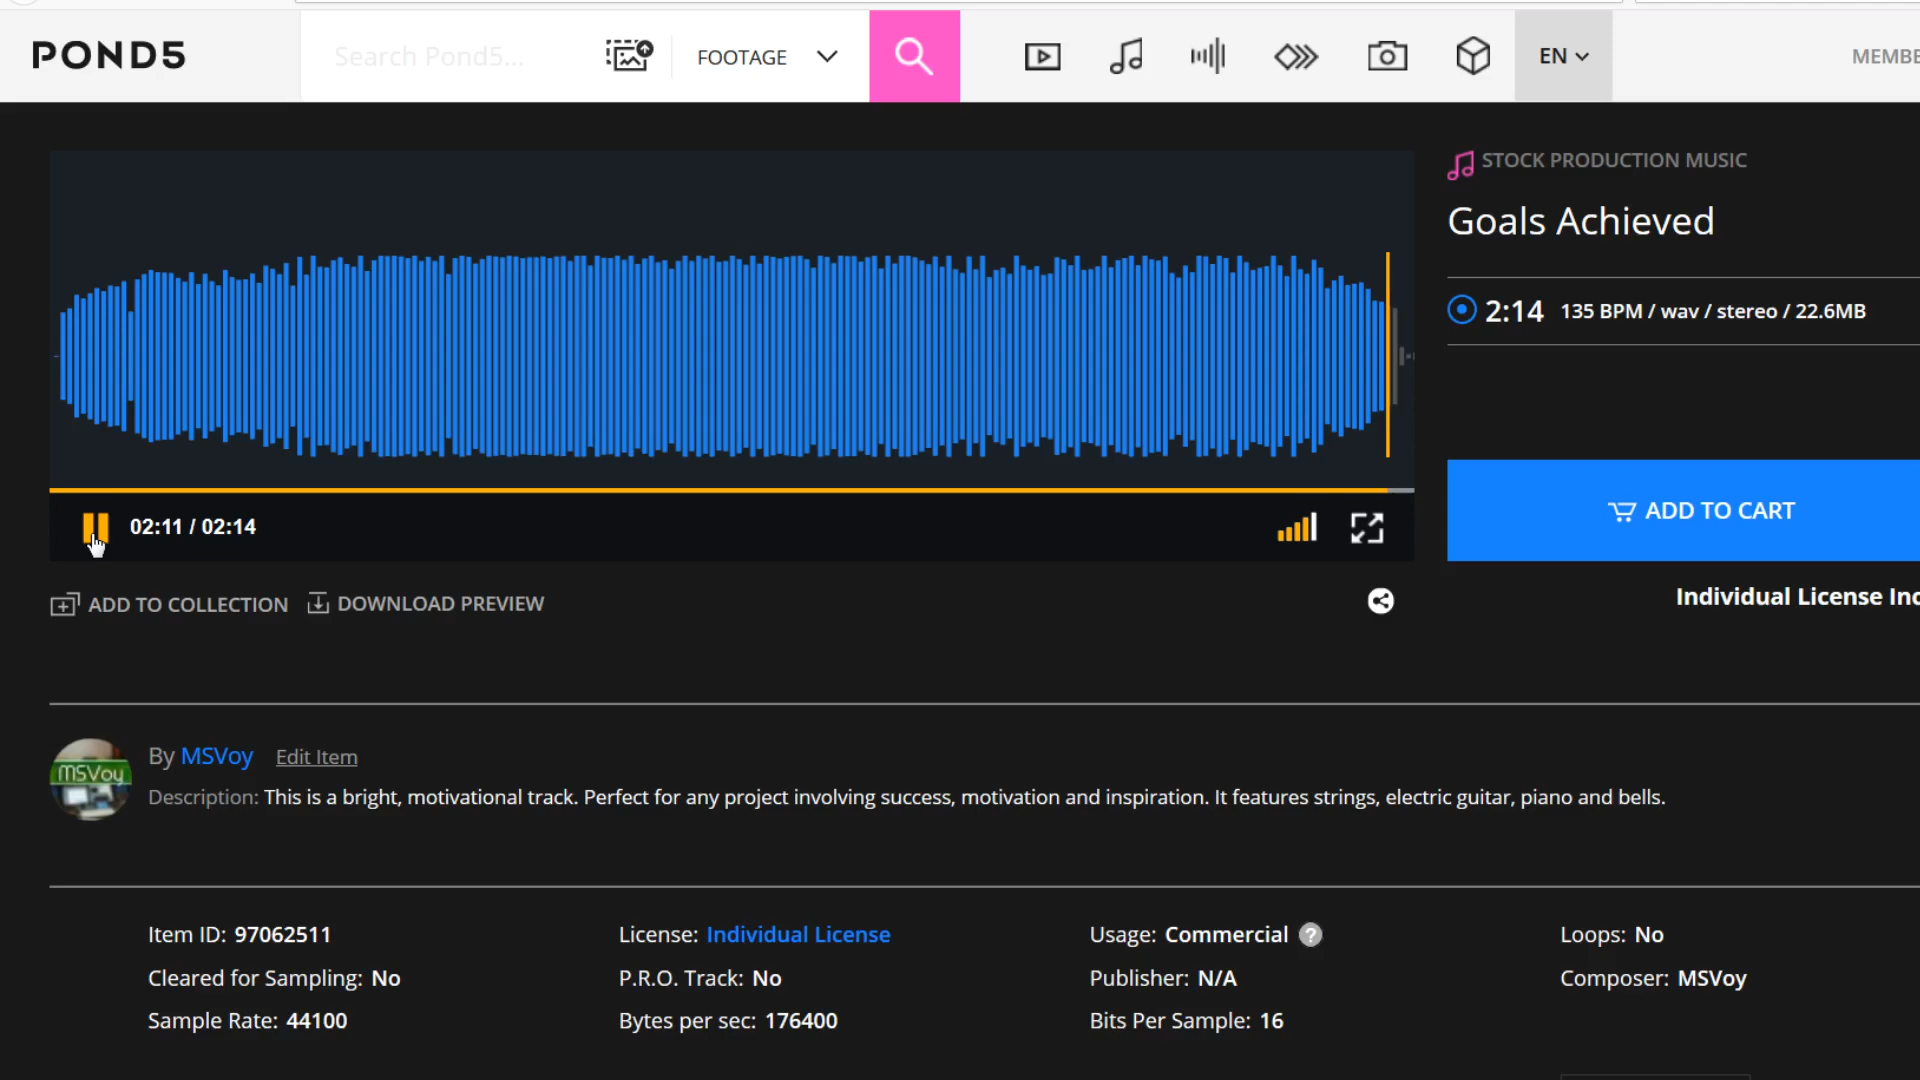 POND5
Search Pond5...
FOOTAGE
EN
MEMBE
STOCK PRODUCTION MUSIC
Goals Achieved
2:14 135 BPM / wav / stereo / 22.6MB
02:11 / 02:14
ADD TO CART
ADD TO COLLECTION DOWNLOAD PREVIEW
Individual License Inc
MSVoy
By MSVoy Edit Item
Description: This is a bright, motivational track. Perfect for any project involving success, motivation and inspiration. It features strings, electric guitar, piano and bells.
Item ID: 97062511 License: Individual License Usage: Commercial ? Loops: No
Cleared for Sampling: No P.R.O. Track: No Publisher: N/A Composer: MSVoy
Sample Rate: 44100 Bytes per sec: 176400 Bits Per Sample: 16